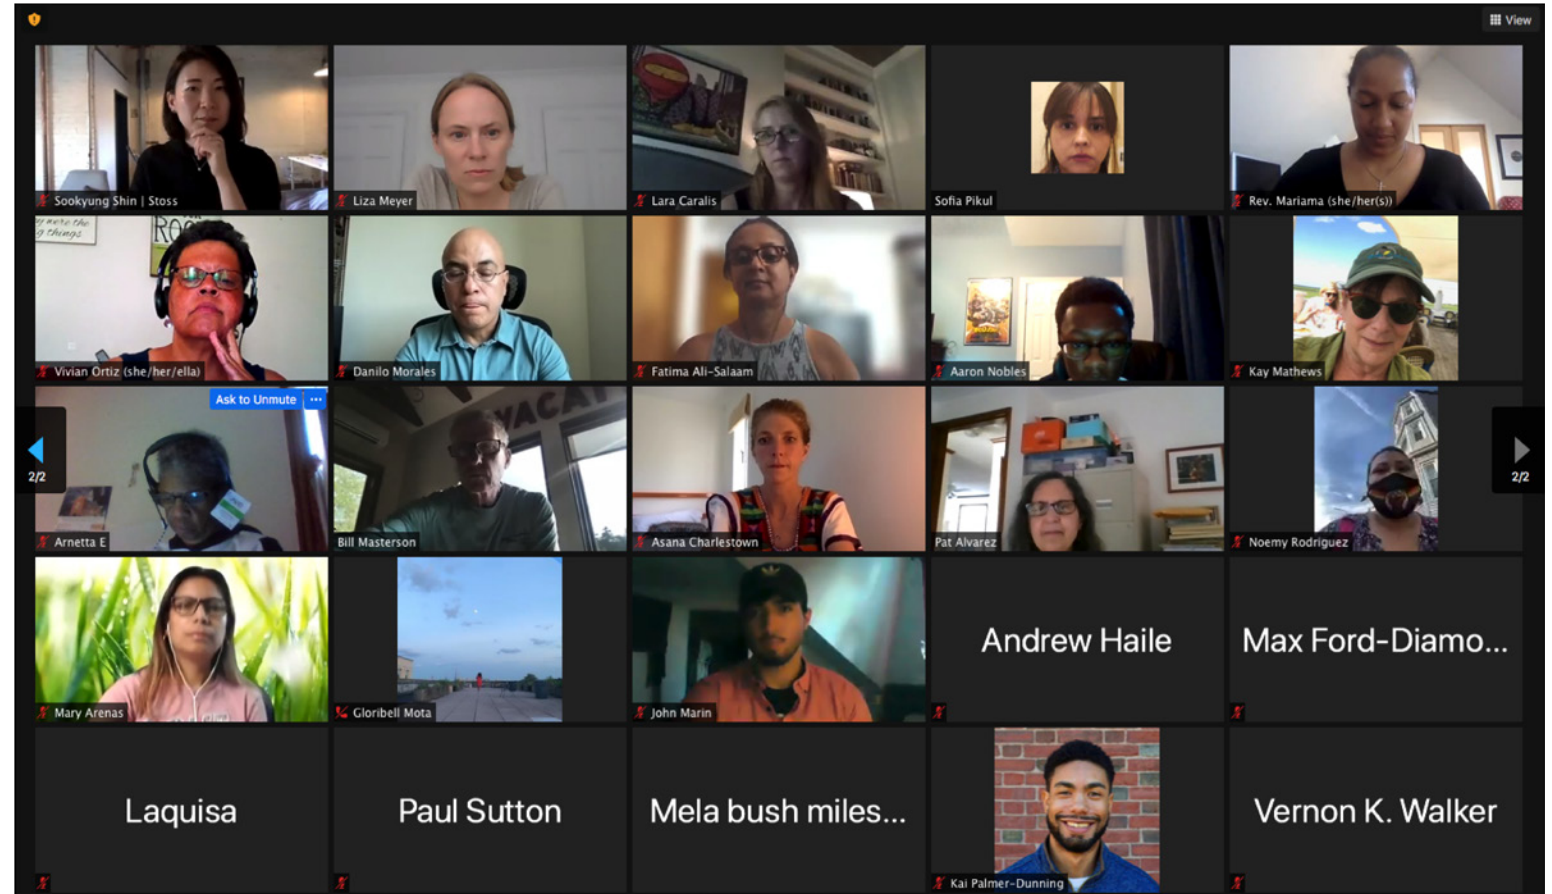 View
Sookyung Shin | Stoss
Liza Meyer
Lara Caralis
Sofia Pikul
Rev. Mariama (she/her(s))
g things.
ROO
Vivian Ortiz (she/her/ella)
Danilo Morales
Fatima Ali-Salaam
Aaron Nobles
Kay Mathews
2/2
Ask to Unmute
Arnetta E
VACAT
Bill Masterson
Asana Charlestown
Pat Alvarez
Noemy Rodriguez
2/2
Mary Arenas
Gloribell Mota
John Marin
Andrew Haile
Max Ford-Diamo...
Laquisa
Paul Sutton
Mela bush miles...
Kai Palmer-Dunning
Vernon K. Walker